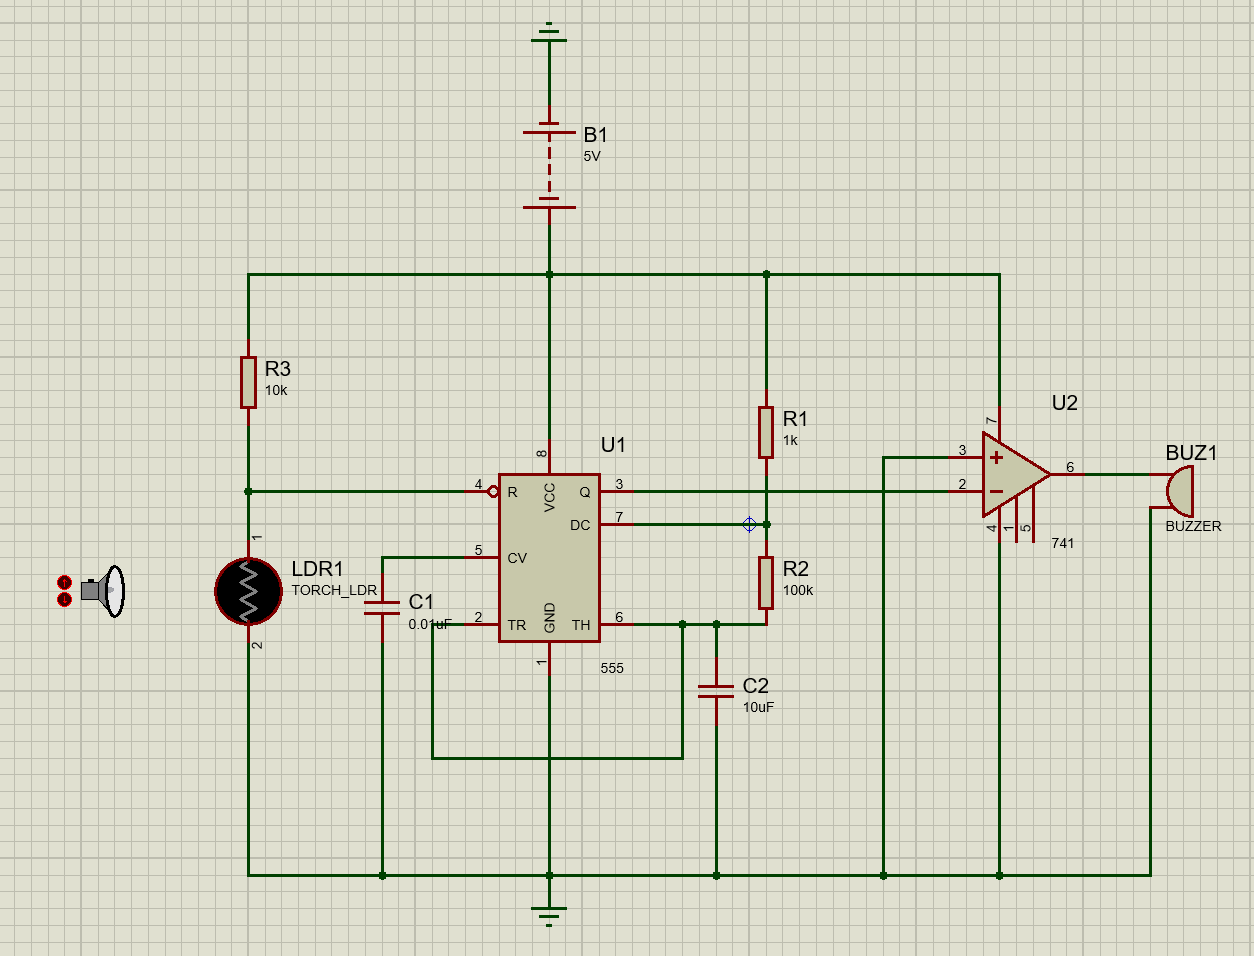 B1
5V
R3
10k
R1
1k
U2
U1
BUZ1
BUZZER
8
4
R
VCC
Q
3
7
3
+
2
−
6
DC
7
5
CV
4
1
5
741
1
LDR1
TORCH_LDR
2
C1
0.01uF
R2
100k
2
TR
GND
TH
6
1
555
C2
10uF